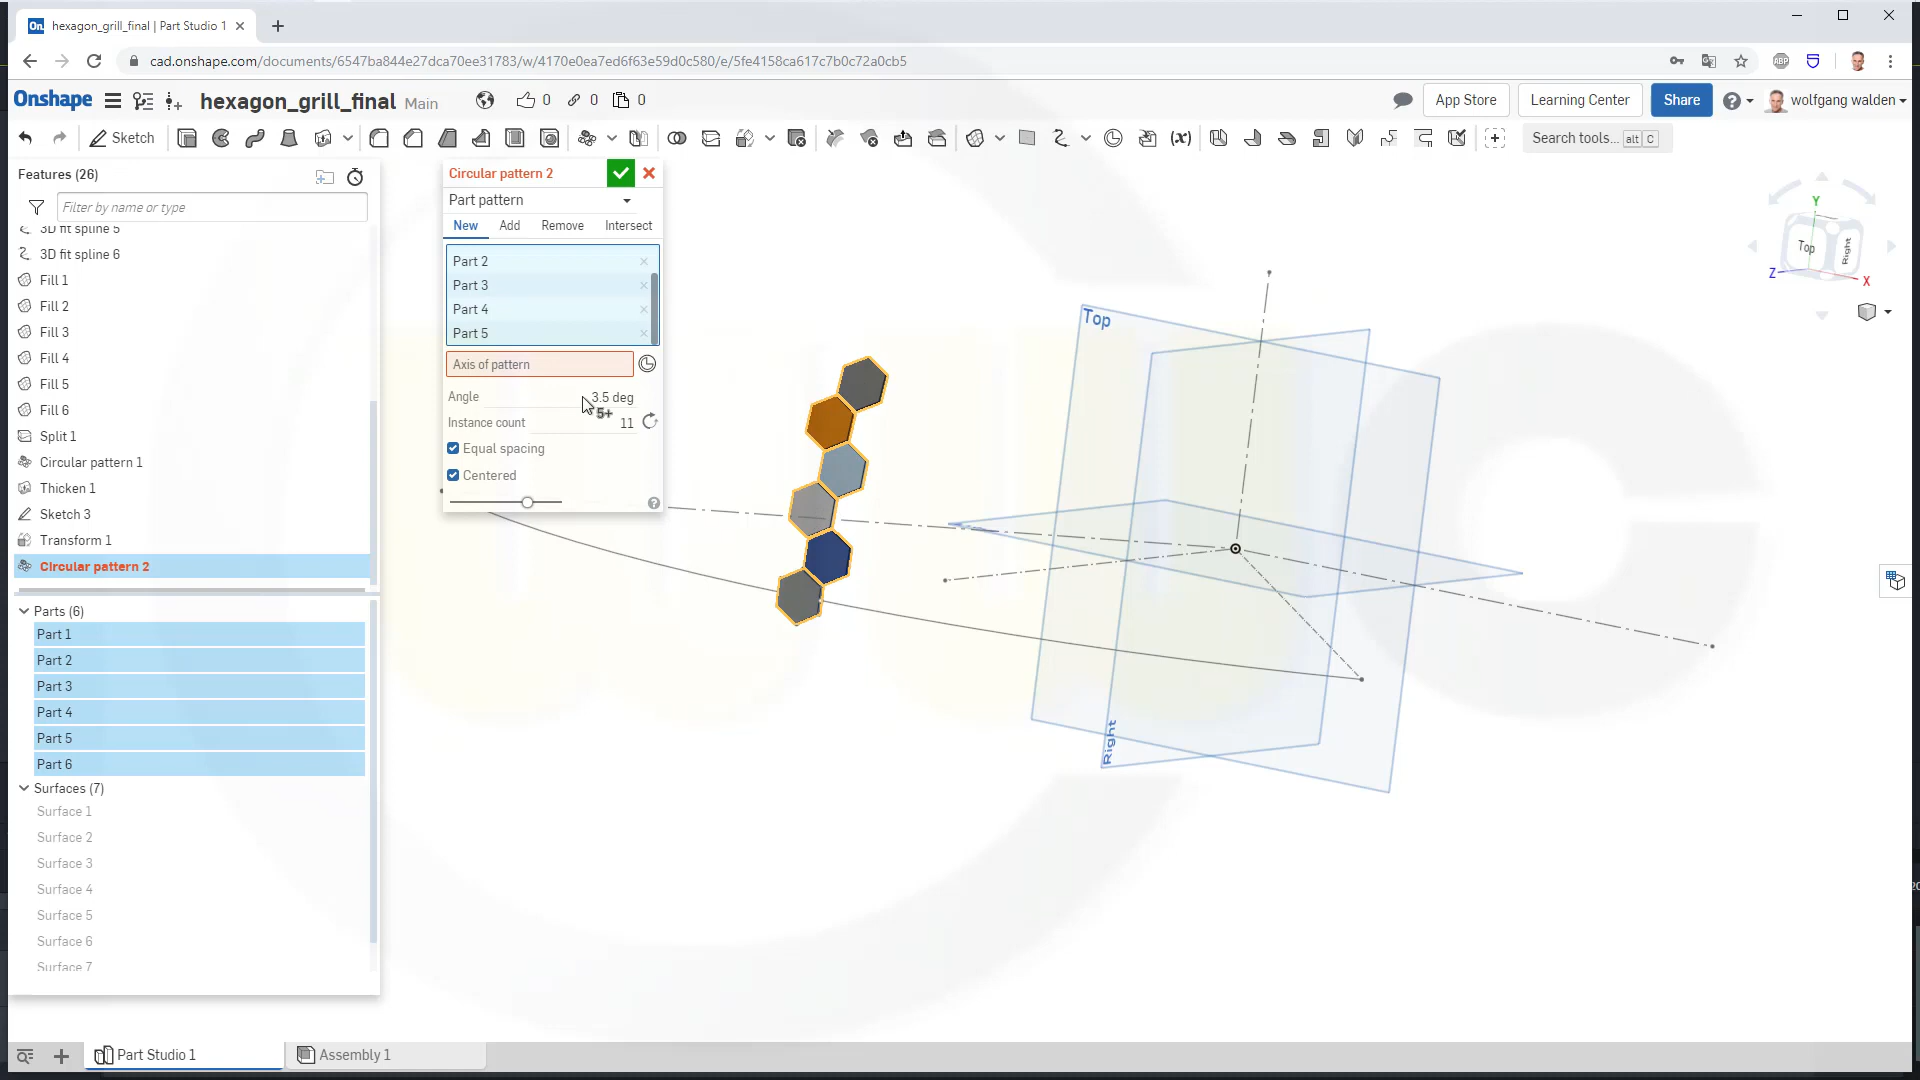 On hexagon_grill_final | Part Studio 1
cad.onshape.com/documents/6547ba844e27dca70ee31783/w/4170e0ea7ed6f63e59d0c580/e/5fe4158ca617c7b0c72a0cb5
ABP
Onshape hexagon_grill_final Main 0 0 0 App Store Learning Center Share ? wolfgang walden
Sketch (x) Search tools... alt C
Features (26)
Filter by name or type
3D fit spline 5
3D fit spline 6
Fill 1
Fill 2
Fill 3
Fill 4
Fill 5
Fill 6
Split 1
Circular pattern 1
Thicken 1
Sketch 3
Transform 1
Circular pattern 2
Parts (6)
Part 1
Part 2
Part 3
Part 4
Part 5
Part 6
Surfaces (7)
Surface 1
Surface 2
Surface 3
Surface 4
Surface 5
Surface 6
Surface 7
Circular pattern 2
Part pattern
New Add Remove Intersect
Part 2
Part 3
Part 4
Part 5
Axis of pattern
Angle 3.5 deg
5+
Instance count 11
Equal spacing
Centered
?
Top
Right
Y
Top Right
Z
X
Part Studio 1 Assembly 1